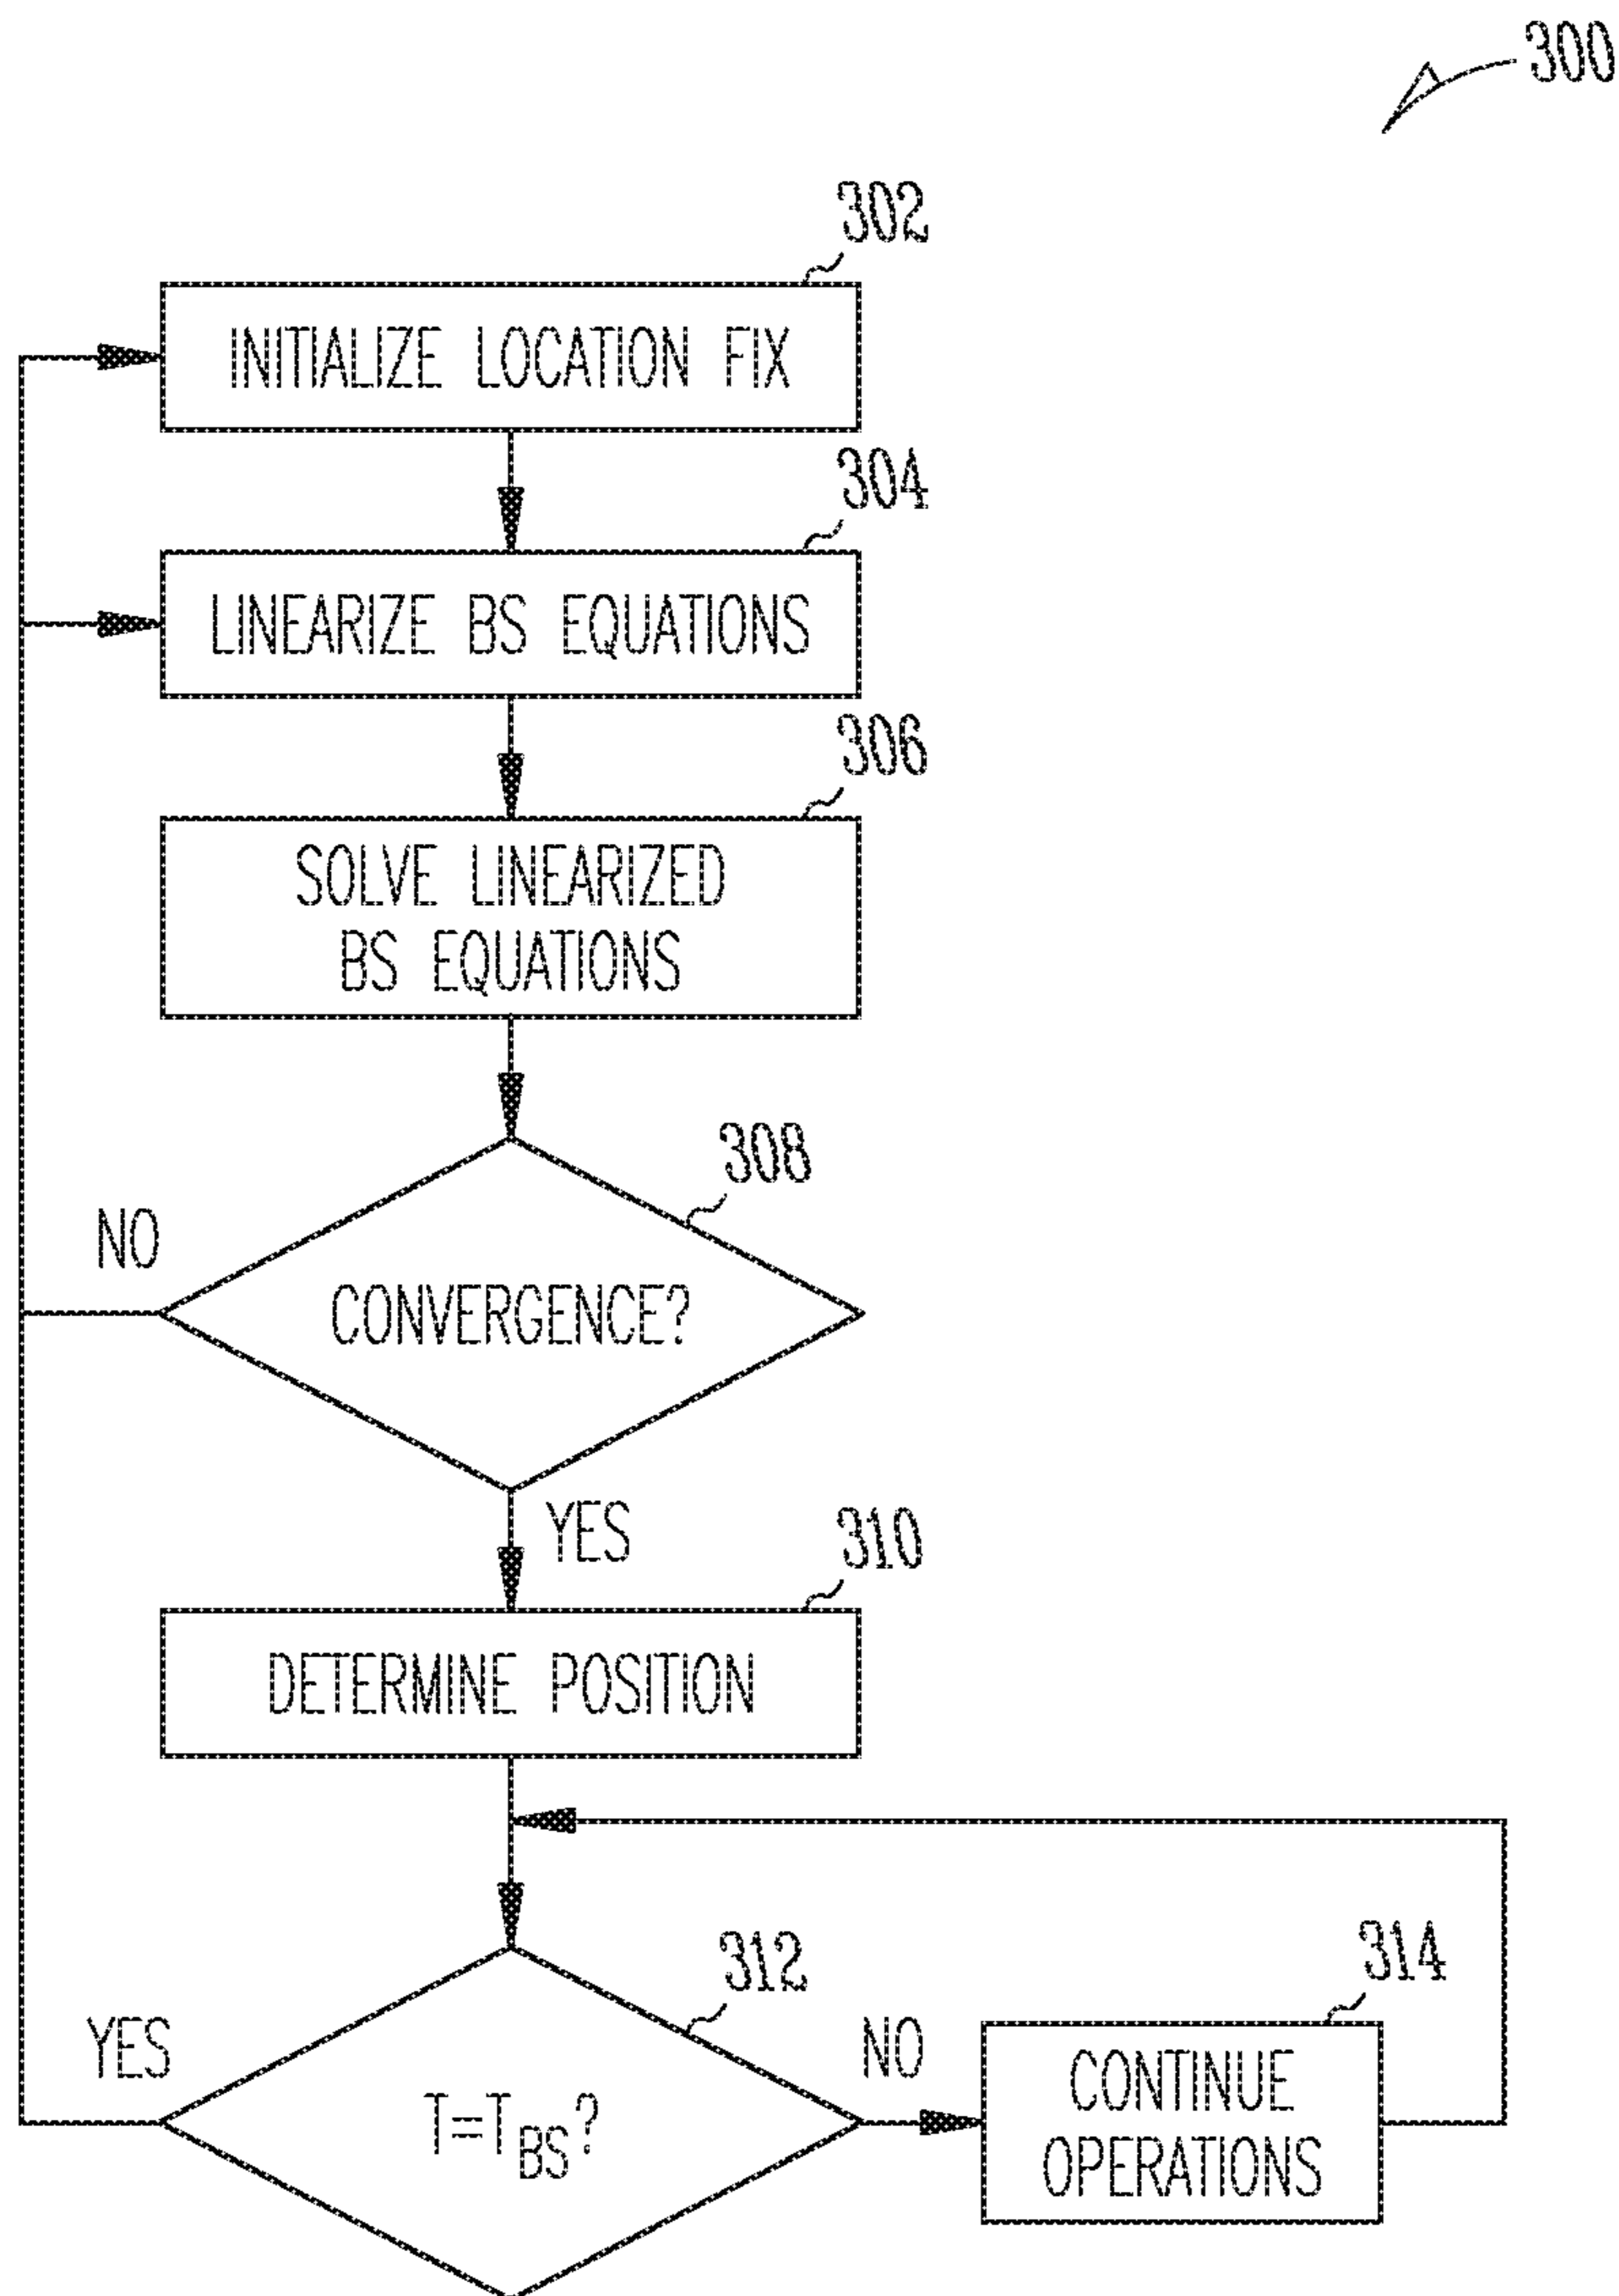 300
302
INITIALIZE LOCATION FIX
304
LINEARIZE BS EQUATIONS
306
SOLVE LINEARIZED
BS EQUATIONS
308
NO
CONVERGENCE?
YES
310
DETERMINE POSITION
312
314
YES
T=T_BS?
NO
CONTINUE
OPERATIONS